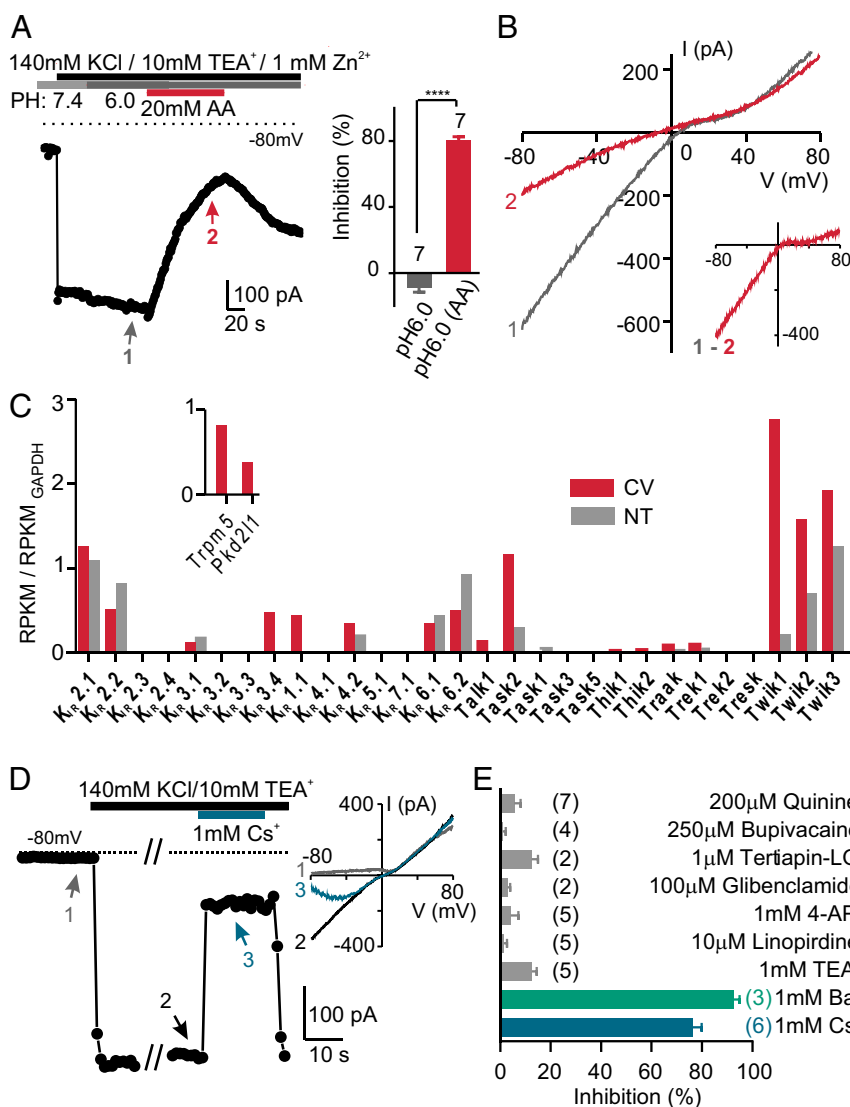 A
140mM KCl / 10mM TEA+ / 1 mM Zn2+
PH: 7.4 6.0
20mM AA
-80mV
2
1
100 pA
20 s
Inhibition (%)
80
40
0
****
7
7
pH6.0
pH6.0 (AA)
B
I (pA)
200
-80
-40
0
40
80
V (mV)
-200
-300
-400
-600
2
1
-80
80
-400
1 - 2
C
RPKM / RPKM GAPDH
3
2
1
0
1
0
Trpm5
Pkd2l1
CV
NT
KIR 2.1
KIR 2.2
KIR 2.3
KIR 2.4
KIR 3.1
KIR 3.2
KIR 3.3
KIR 3.4
KIR 1.1
KIR 4.1
KIR 4.2
KIR 5.1
KIR 7.1
KIR 6.1
KIR 6.2
Talk1
Task2
Task1
Task3
Task5
Thik1
Thik2
Traak
Trek1
Trek2
Tresk
Twik1
Twik2
Twik3
D
140mM KCl/10mM TEA+
1mM Cs+
-80mV
1
2
3
100 pA
10 s
400
I (pA)
-80
1
3
2
80
V (mV)
-400
E
(7) 200µM Quinine
(4) 250µM Bupivacaine
(2) 1µM Tertiapin-LQ
(2) 100µM Glibenclamide
(5) 1mM 4-AP
(5) 10µM Linopirdine
(5) 1mM TEA
(3) 1mM Ba
(6) 1mM Cs
0 20 40 60 80 100
Inhibition (%)